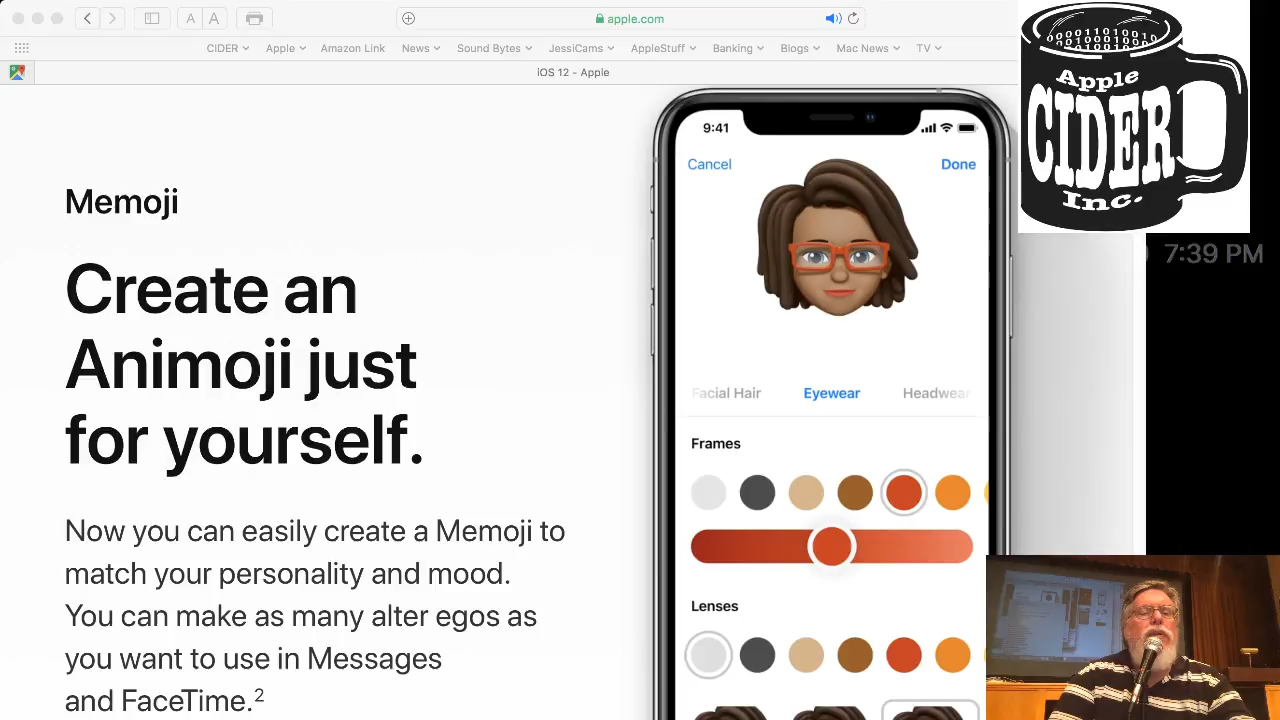 A A
apple.com
CIDER Apple Amazon Link News Sound Bytes JessiCams AppleStuff Banking Blogs Mac News TV
iOS 12 - Apple
000011010010
010010001001
0010100101
Apple
CIDER
Inc.
7:39 PM
Memoji
Create an
Animoji just
for yourself.
Now you can easily create a Memoji to
match your personality and mood.
You can make as many alter egos as
you want to use in Messages
and FaceTime.2
9:41
Cancel Done
Facial Hair Eyewear Headwear
Frames
Lenses